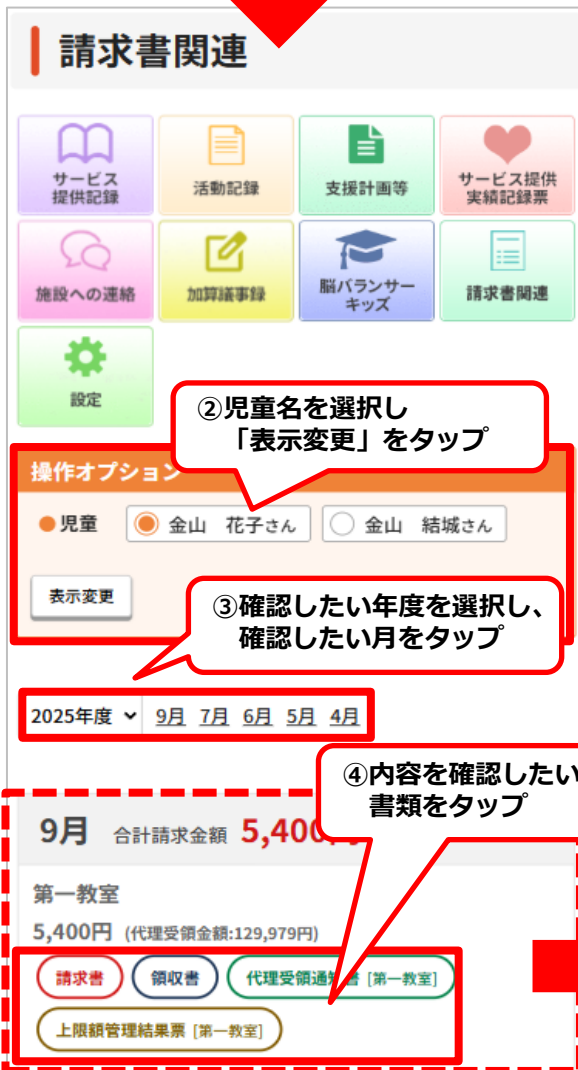 請求書関連
サービス
提供記録
活動記録
支援計画等
サービス提供
実績記録票
施設への連絡
加算議事録
脳バランサー
キッズ
請求書関連
設定
②児童名を選択し
「表示変更」をタップ
操作オプション
●児童 金山 花子さん 金山 結城さん
表示変更
③確認したい年度を選択し、
確認したい月をタップ
2025年度 9月 7月 6月 5月 4月
④内容を確認したい
書類をタップ
9月 合計請求金額 5,400円
第一教室
5,400円 (代理受領金額:129,979円)
請求書 領収書 代理受領通知書 [第一教室]
上限額管理結果票 [第一教室]